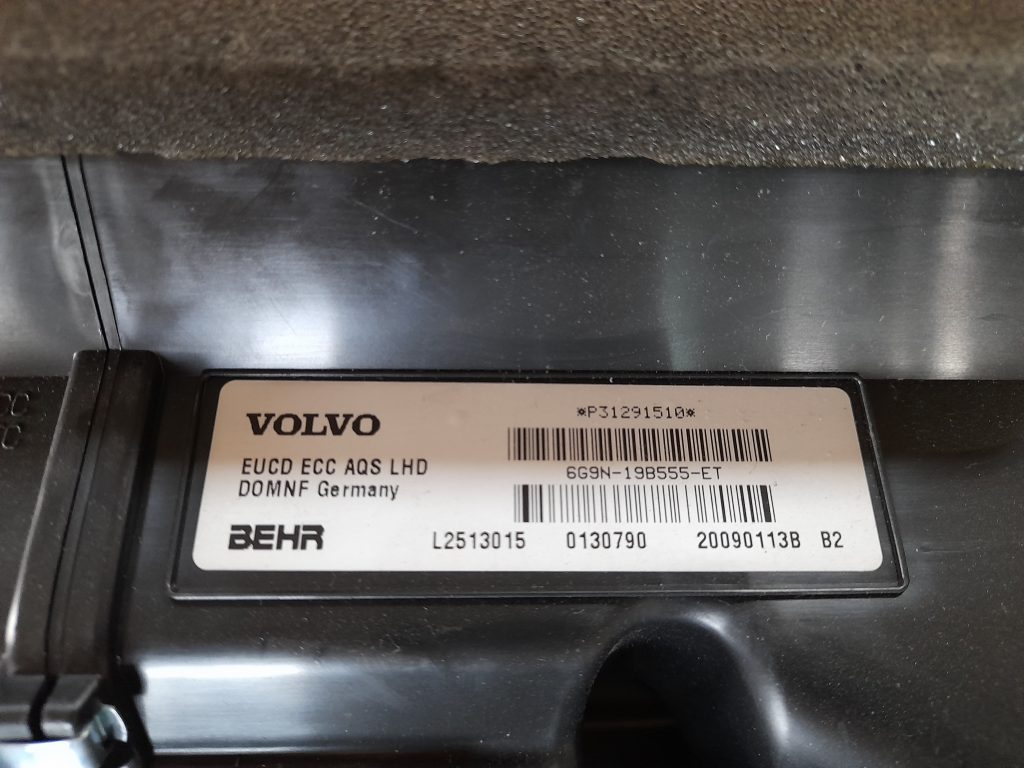 VOLVO
EUCD ECC AQS LHD
DOMNF Germany
BEHR
*P31291510*
6G9N-19B555-ET
L2513015 0130790 20090113B B2